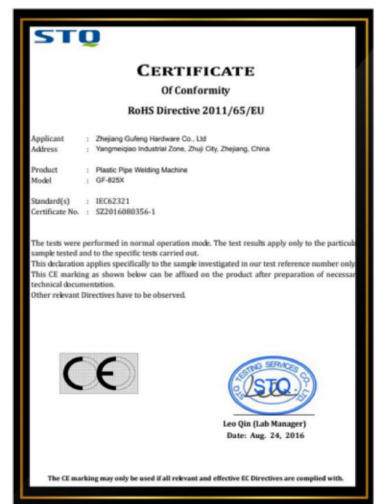 STQ
CERTIFICATE
Of Conformity
RoHS Directive 2011/65/EU
Applicant : Zhejiang Gufeng Hardware Co., Ltd
Address : Yangmeiqiao Industrial Zone, Zhuji City, Zhejiang, China
Product : Plastic Pipe Welding Machine
Model : GF-825X
Standard(s) : IEC62321
Certificate No. : SZ2016080356-1
The tests were performed in normal operation mode. The test results apply only to the particula
sample tested and to the specific tests carried out.
This declaration applies specifically to the sample investigated in our test reference number only
This CE marking as shown below can be affixed on the product after preparation of necessar
technical documentation.
Other relevant Directives have to be observed.
CE
STQ TESTING SERVICES CO., LTD.
STQ
Leo Qin (Lab Manager)
Date: Aug. 24, 2016
The CE marking may only be used if all relevant and effective EC Directives are complied with.